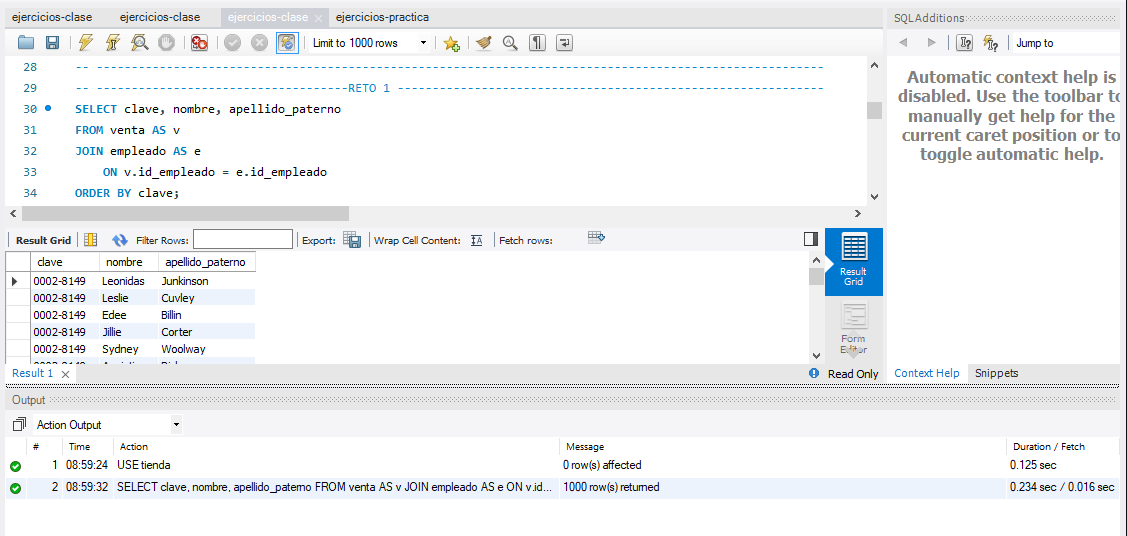 ejercicios-clase ejercicios-clase ejercicios-clase ejercicios-practica
Limit to 1000 rows
28 -- --------------------------------------------------------------------------------------------------------
29 -- ------------------------------------RETO 1 -------------------------------------------------------------
30 SELECT clave, nombre, apellido_paterno
31 FROM venta AS v
32 JOIN empleado AS e
33 ON v.id_empleado = e.id_empleado
34 ORDER BY clave;
SQLAdditions
Jump to
Automatic context help is
disabled. Use the toolbar to
manually get help for the
current caret position or to
toggle automatic help.
Result Grid Filter Rows: Export: Wrap Cell Content: Fetch rows:
clave nombre apellido_paterno
0002-8149 Leonidas Junkinson
0002-8149 Leslie Cuvley
0002-8149 Edee Billin
0002-8149 Jillie Corter
0002-8149 Sydney Woolway
Result
Grid
Form
Editor
Result 1 Read Only
Context Help Snippets
Output
Action Output
# Time Action Message Duration / Fetch
1 08:59:24 USE tienda 0 row(s) affected 0.125 sec
2 08:59:32 SELECT clave, nombre, apellido_paterno FROM venta AS v JOIN empleado AS e ON v.id... 1000 row(s) returned 0.234 sec / 0.016 sec